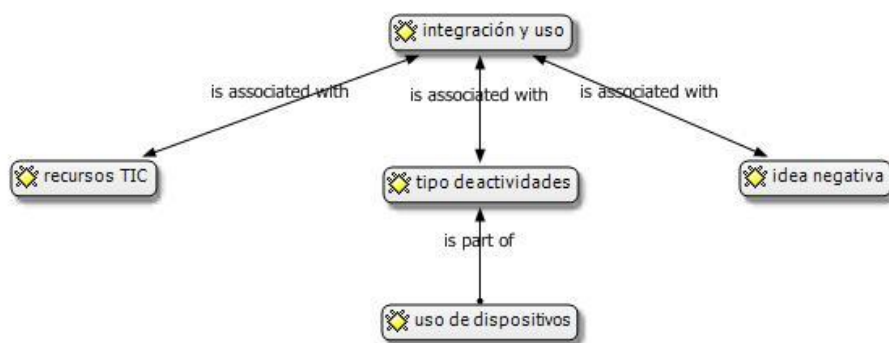 integración y uso
is associated with
is associated with
is associated with
recursos TIC
tipo deactividades
idea negativa
is part of
uso de dispositivos